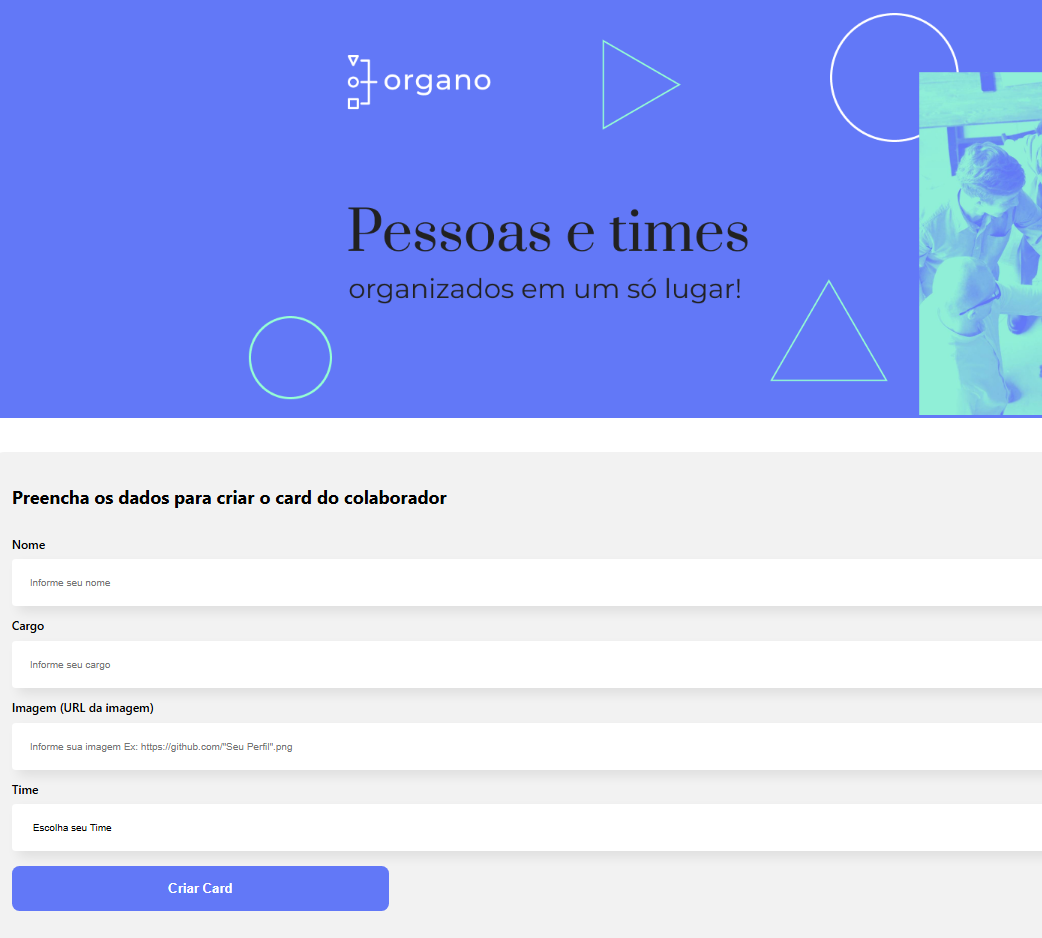 organo
Pessoas e times
organizados em um só lugar!
Preencha os dados para criar o card do colaborador
Nome
Informe seu nome
Cargo
Informe seu cargo
Imagem (URL da imagem)
Informe sua imagem Ex: https://github.com/"Seu Perfil".png
Time
Escolha seu Time
Criar Card